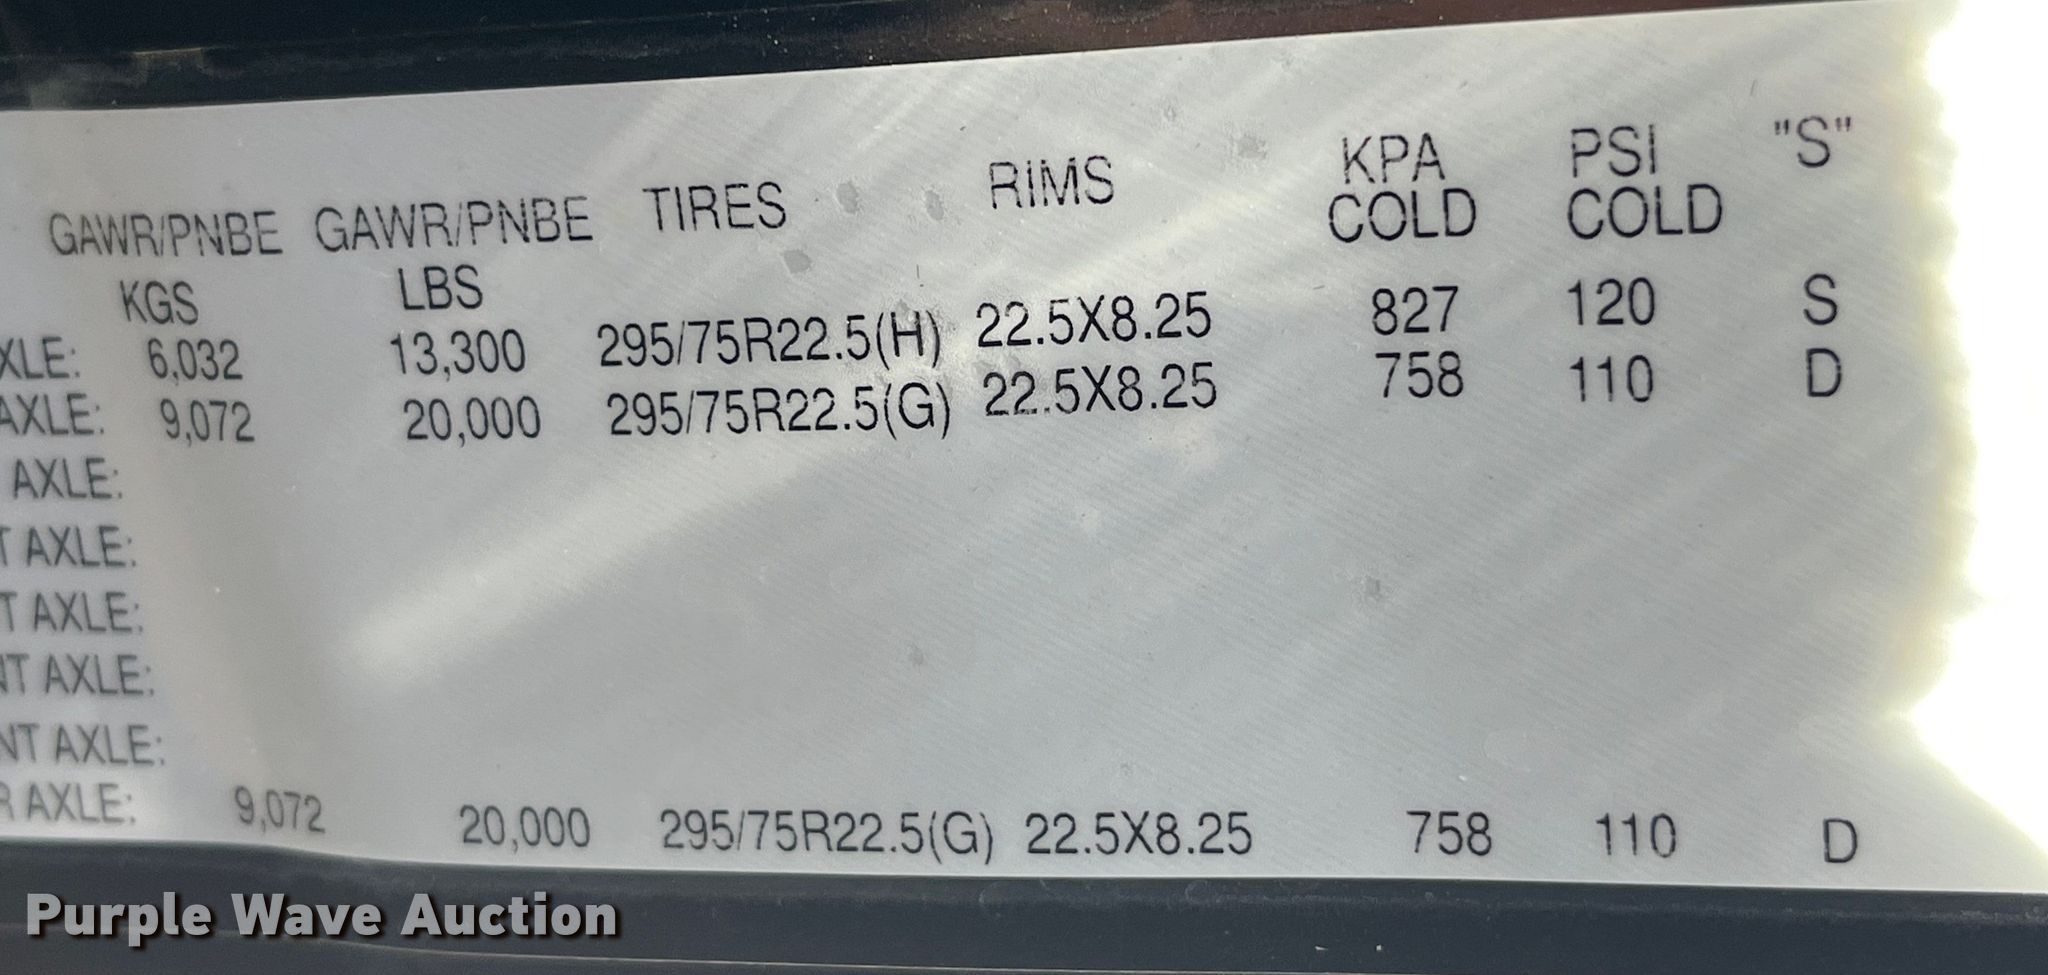 GAWR/PNBE GAWR/PNBE TIRES RIMS KPA PSI "S"
KGS LBS COLD COLD
XLE: 6,032 13,300 295/75R22.5(H) 22.5X8.25 827 120 S
AXLE: 9,072 20,000 295/75R22.5(G) 22.5X8.25 758 110 D
AXLE:
T AXLE:
T AXLE:
NT AXLE:
NT AXLE:
R AXLE: 9,072 20,000 295/75R22.5(G) 22.5X8.25 758 110 D
Purple Wave Auction